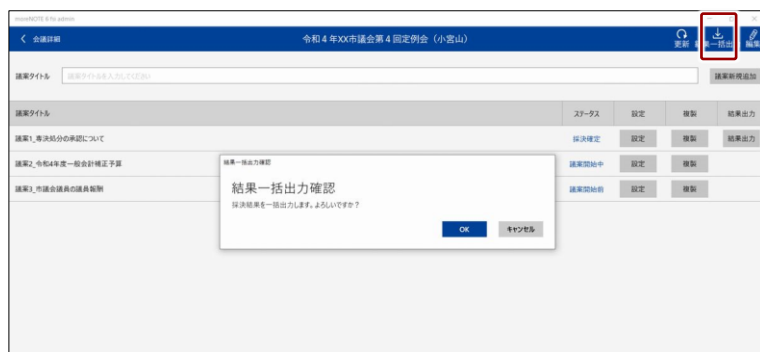 moreNOTE 6 fis admin
会議詳細
令和４年XX市議会第４回定例会（小宮山）
更新
結果一括出力
編集
議案タイトル
議案タイトルを入力してください
議案新規追加
議案タイトル ステータス 設定 複製 結果出力
議案1_専決処分の承認について 採決確定 設定 複製 結果出力
議案2_令和4年度一般会計補正予算 議案開始中 設定 複製
議案3_市議会議員の議員報酬 議案開始前 設定 複製
結果一括出力確認
結果一括出力確認
採決結果を一括出力します。よろしいですか？
OK キャンセル